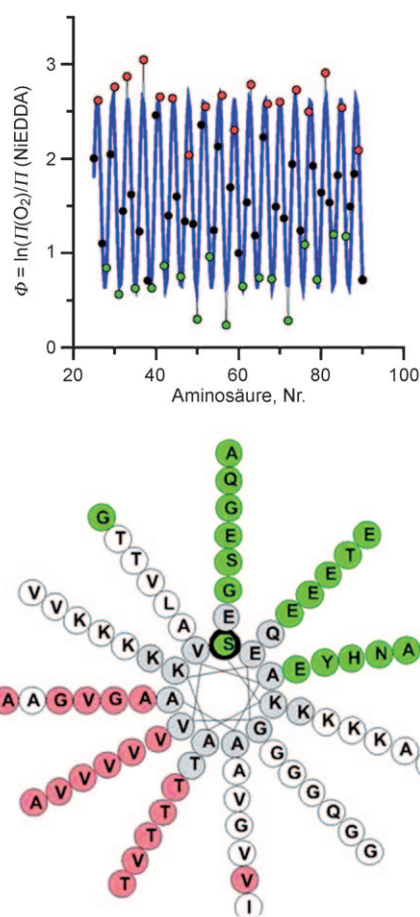 Φ = ln(Π(O₂)/Π (NiEDDA)
3
2
1
0
20 40 60 80 100
Aminosäure, Nr.
A Q G E S G E S
E T E E E Q E
A E Y H N A
K K K K K A
G G G G Q G G
A A V G V V I
A T T T T V T
V V V V V V A
A A G V G A A
V V K K K K K K
G T T V L A V